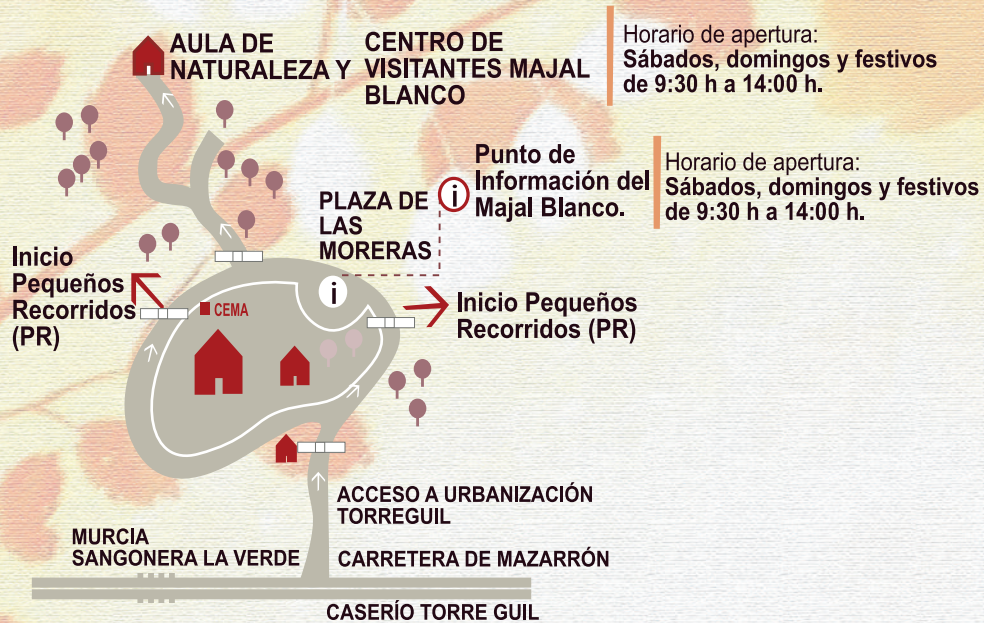 AULA DE
NATURALEZA Y
CENTRO DE
VISITANTES MAJAL
BLANCO
Horario de apertura:
Sábados, domingos y festivos
de 9:30 h a 14:00 h.
Punto de
Información del
Majal Blanco.
i
Horario de apertura:
Sábados, domingos y festivos
de 9:30 h a 14:00 h.
PLAZA DE
LAS
MORERAS
Inicio
Pequeños
Recorridos
(PR)
i
CEMA
Inicio Pequeños
Recorridos (PR)
ACCESO A URBANIZACIÓN
TORREGUIL
MURCIA
SANGONERA LA VERDE
CARRETERA DE MAZARRÓN
CASERÍO TORRE GUIL